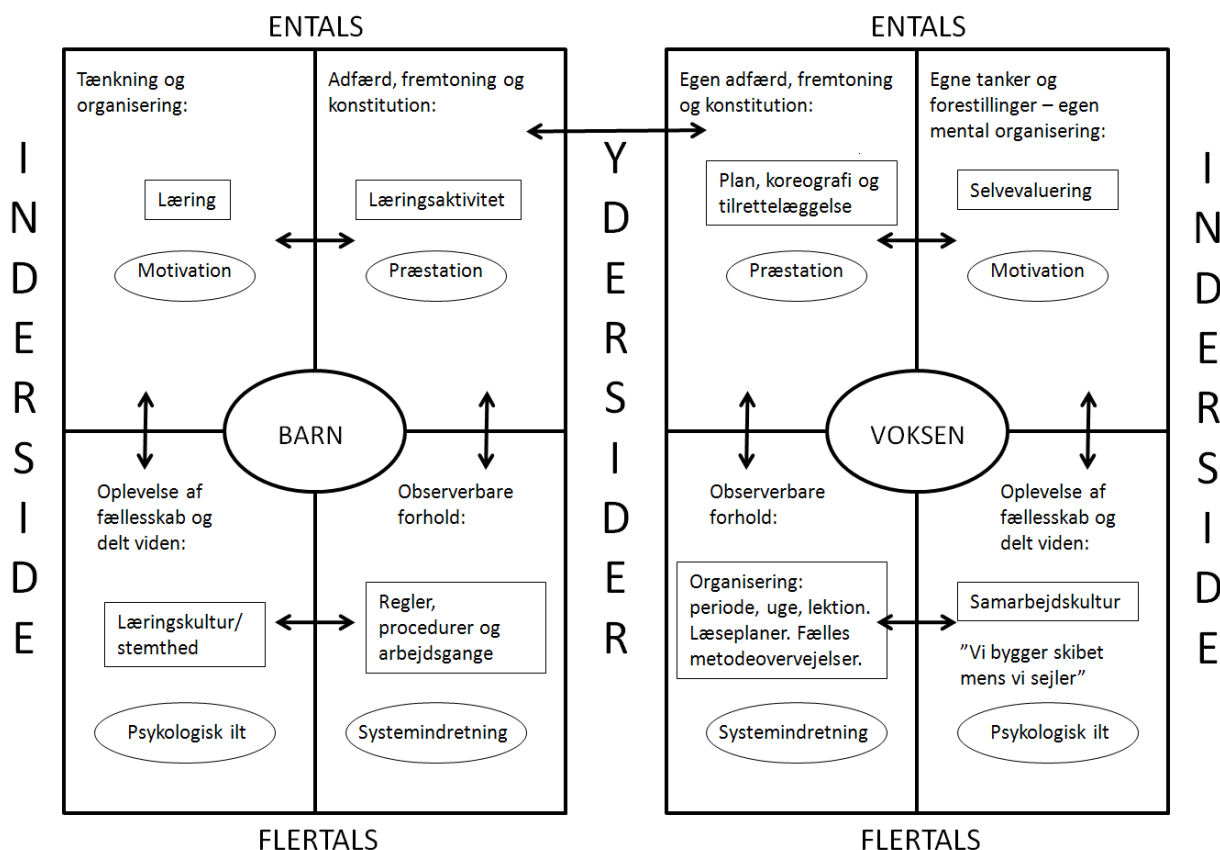 ENTALS
Tænkning og
organisering:
Læring
Motivation
Adfærd, fremtoning og
konstitution:
Læringsaktivitet
Præstation
BARN
Oplevelse af
fællesskab og
delt viden:
Læringskultur/
stemthed
Psykologisk ilt
Observerbare
forhold:
Regler,
procedurer og
arbejdsgange
Systemindretning
FLERTALS
INDERSIDE
YDERSIDER
ENTALS
Egen adfærd, fremtoning
og konstitution:
Plan, koreografi og
tilrettelæggelse
Præstation
Egne tanker og
forestillinger – egen
mental organisering:
Selvevaluering
Motivation
VOKSEN
Observerbare
forhold:
Organisering:
periode, uge, lektion.
Læseplaner. Fælles
metodeovervejelser.
Systemindretning
Oplevelse af
fællesskab og
delt viden:
Samarbejdskultur
”Vi bygger skibet
mens vi sejler”
Psykologisk ilt
FLERTALS
INDERSIDE